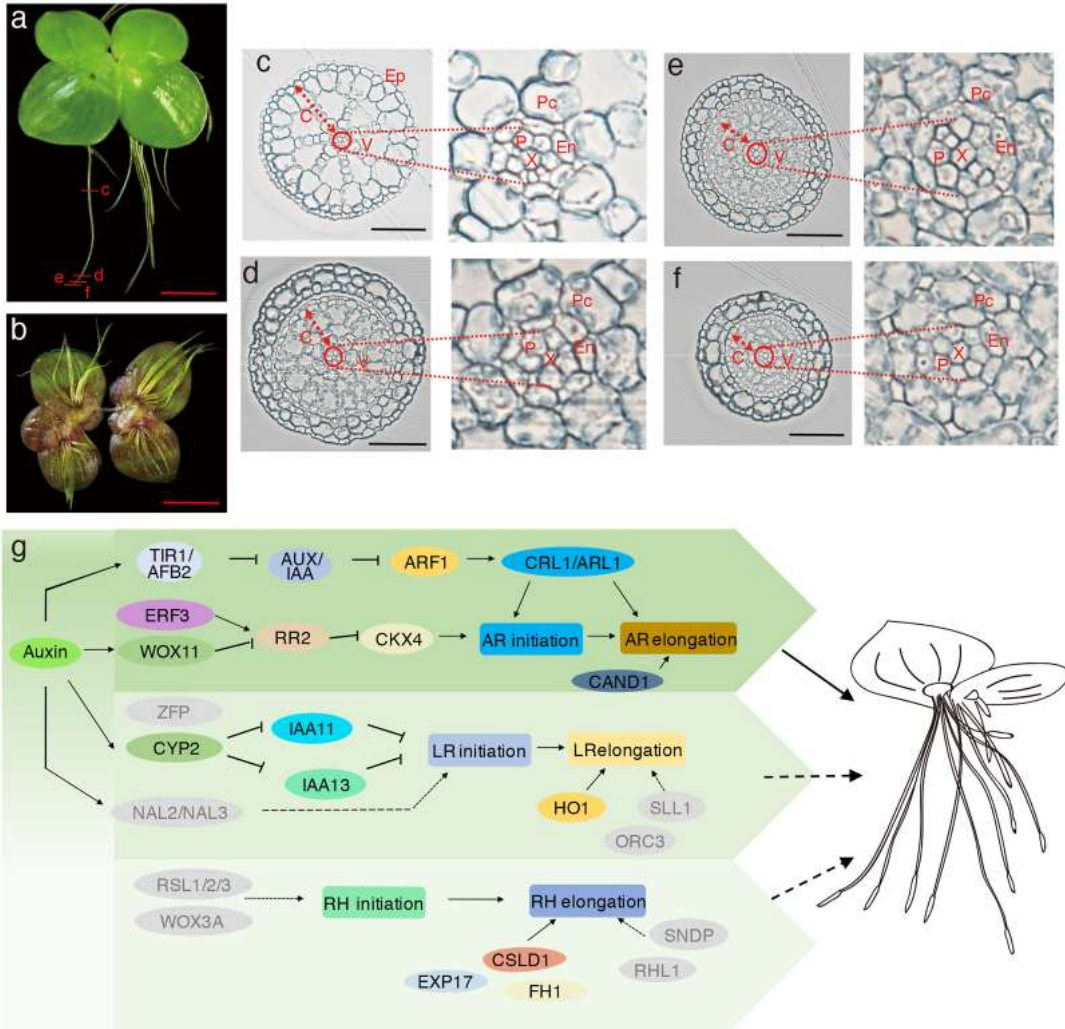 a
c
e
d
f
b
c
Ep
C
V
Pc
P
En
X
e
C
V
Pc
P
X
En
d
C
V
Pc
P
X
En
f
C
V
Pc
P
X
En
g
TIR1/
AFB2
AUX/
IAA
ARF1
CRL1/ARL1
ERF3
Auxin
WOX11
RR2
CKX4
AR initiation
AR elongation
CAND1
ZFP
CYP2
IAA11
IAA13
LR initiation
LR elongation
NAL2/NAL3
HO1
SLL1
ORC3
RSL1/2/3
WOX3A
RH initiation
RH elongation
SNDP
CSLD1
EXP17
FH1
RHL1